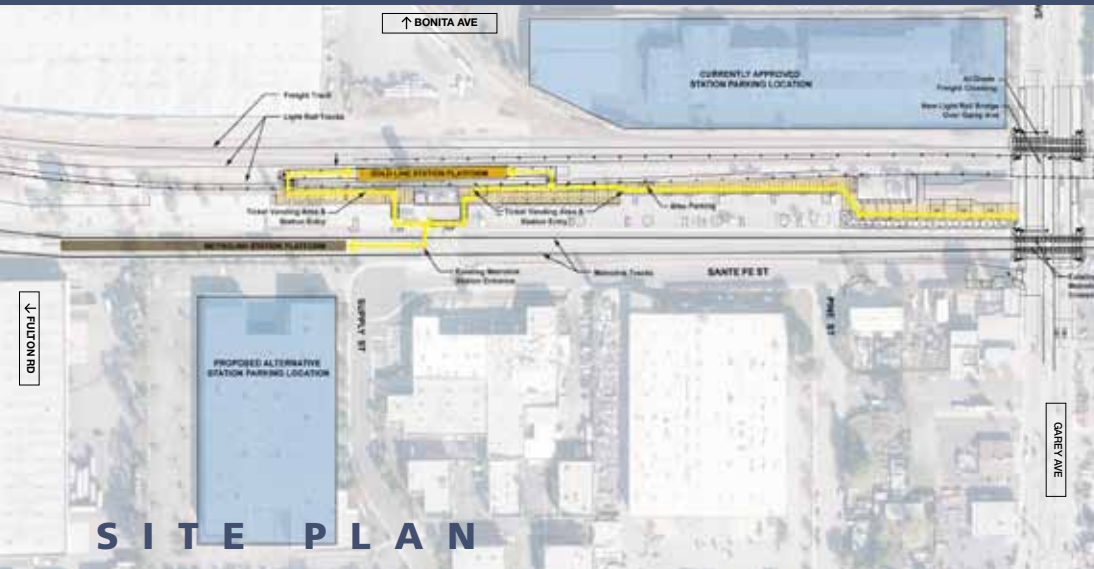 ↑ BONITA AVE
CURRENTLY APPROVED
STATION PARKING LOCATION
At-Grade
Freight Crossing
New Light Rail Bridge
Over Garey Ave
Freight Track
Light Rail Tracks
GOLD LINE STATION PLATFORM
Ticket Vending Area &
Station Entry
Ticket Vending Area &
Station Entry
Bike Parking
METROLINK STATION PLATFORM
Existing Metrolink
Station Entrance
Metrolink Tracks
SANTE FE ST
Existing
↓ FULTON RD
SUPPLY ST
PINE ST
PROPOSED ALTERNATIVE
STATION PARKING LOCATION
GAREY AVE
SITE PLAN